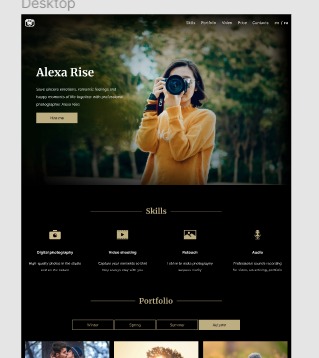 Desktop
Skills Portfolio Video Price Contacts en / ru
Alexa Rise
Save sincere emotions, romantic feelings and
happy moments of life together with professional
photographer Alexa Rise
Hire me
Skills
Digital photography
High-quality photos in the studio
and on the nature
Video shooting
Capture your moments so that
they always stay with you
Retouch
I strive to make photography
surpass reality
Audio
Professional sounds recording
for video, advertising, portfolio
Portfolio
Winter Spring Summer Autumn